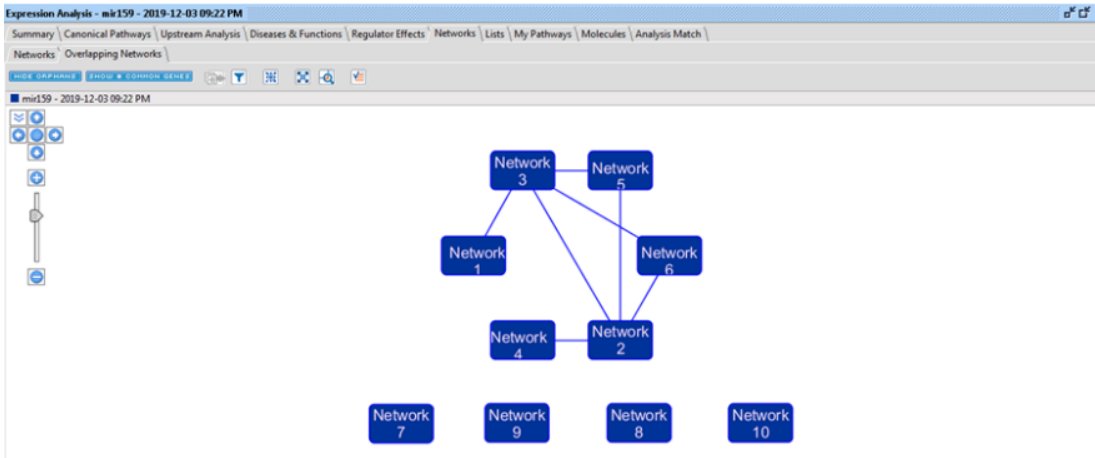 Expression Analysis - mir159 - 2019-12-03 09:22 PM
Summary \ Canonical Pathways \ Upstream Analysis \ Diseases & Functions \ Regulator Effects \ Networks \ Lists \ My Pathways \ Molecules \ Analysis Match \
Networks \ Overlapping Networks \
HIDE ORPHANS SHOW # COMMON GENES
mir159 - 2019-12-03 09:22 PM
Network
3
Network
5
Network
1
Network
6
Network
4
Network
2
Network
7
Network
9
Network
8
Network
10